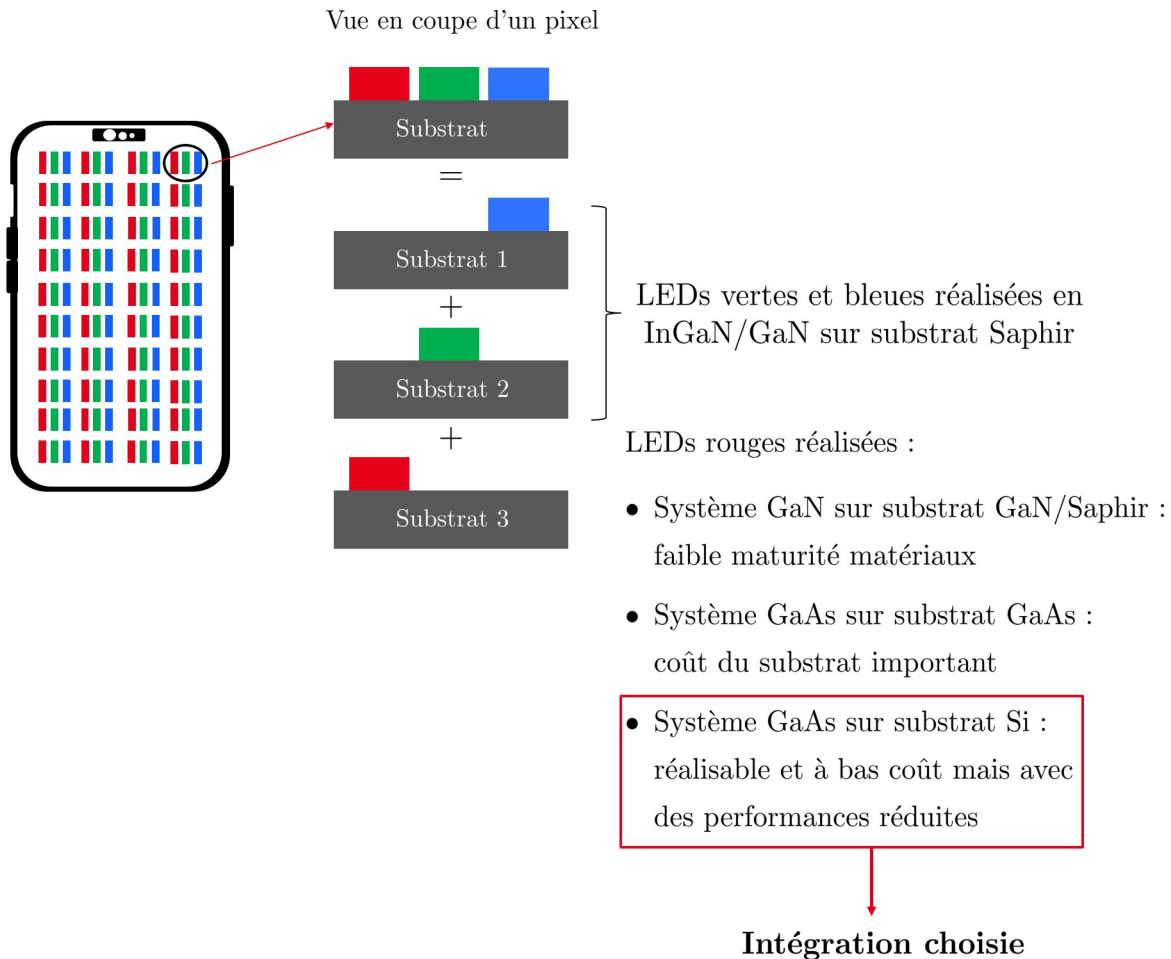 Vue en coupe d'un pixel
Substrat
=
Substrat 1
+
Substrat 2
+
Substrat 3
LEDs vertes et bleues réalisées en
InGaN/GaN sur substrat Saphir
LEDs rouges réalisées :
• Système GaN sur substrat GaN/Saphir :
faible maturité matériaux
• Système GaAs sur substrat GaAs :
coût du substrat important
• Système GaAs sur substrat Si :
réalisable et à bas coût mais avec
des performances réduites
Intégration choisie